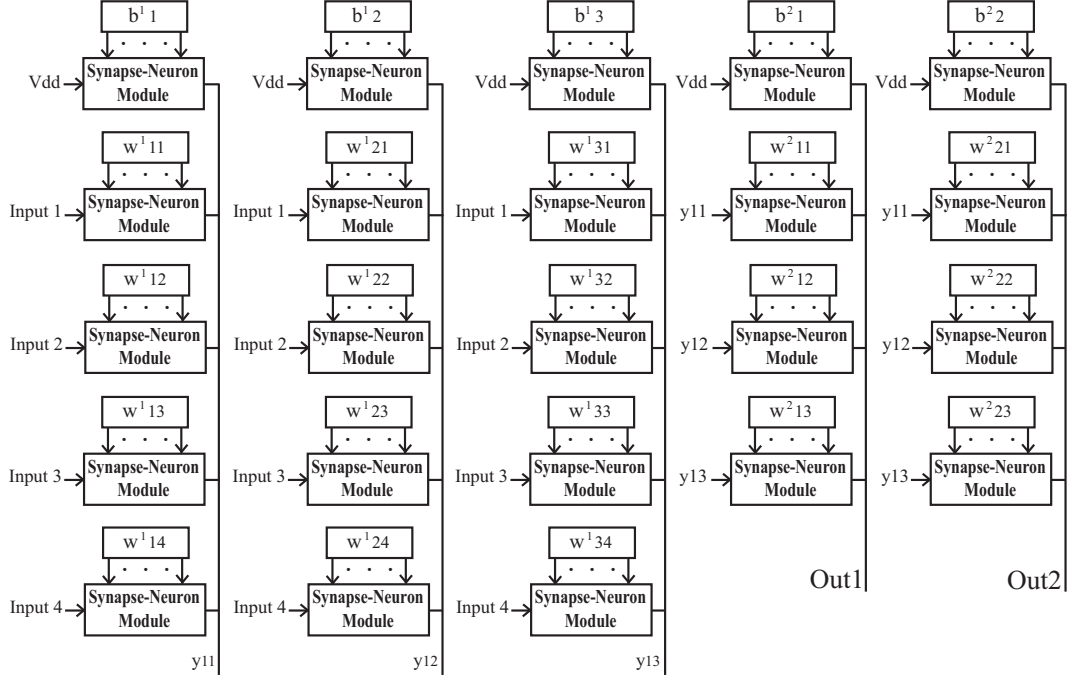 b¹1 b¹2 b¹3 b²1 b²2
Vdd Synapse-Neuron Module Vdd Synapse-Neuron Module Vdd Synapse-Neuron Module Vdd Synapse-Neuron Module Vdd Synapse-Neuron Module
w¹11 w¹21 w¹31 w²11 w²21
Input 1 Synapse-Neuron Module Input 1 Synapse-Neuron Module Input 1 Synapse-Neuron Module y11 Synapse-Neuron Module y11 Synapse-Neuron Module
w¹12 w¹22 w¹32 w²12 w²22
Input 2 Synapse-Neuron Module Input 2 Synapse-Neuron Module Input 2 Synapse-Neuron Module y12 Synapse-Neuron Module y12 Synapse-Neuron Module
w¹13 w¹23 w¹33 w²13 w²23
Input 3 Synapse-Neuron Module Input 3 Synapse-Neuron Module Input 3 Synapse-Neuron Module y13 Synapse-Neuron Module y13 Synapse-Neuron Module
w¹14 w¹24 w¹34
Input 4 Synapse-Neuron Module Input 4 Synapse-Neuron Module Input 4 Synapse-Neuron Module Out1 Out2
y11 y12 y13